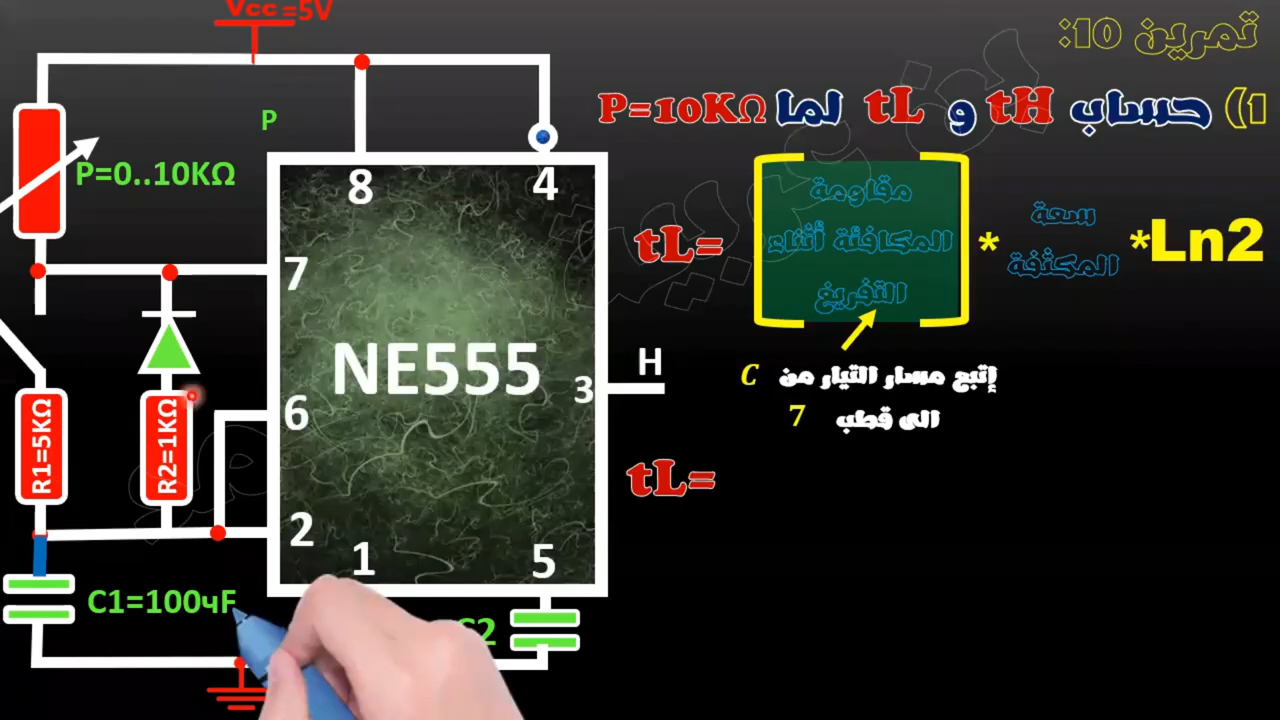 تمرين 10:
1) حساب tH و tL لما P=10KΩ
tL= مقاومة المكافئة أثناء التفريغ * سعة المكثفة *Ln2
إتبع مسار التيار من C
الى قطب 7
tL=
Vcc=5V
P
P=0..10KΩ
8
4
7
NE555
H
3
6
R1=5KΩ
R2=1KΩ
2
1
5
C1=100чF
C2